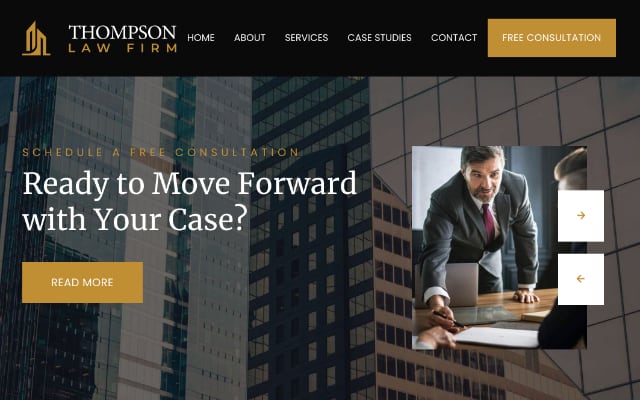 THOMPSON
LAW FIRM
HOME ABOUT SERVICES CASE STUDIES CONTACT FREE CONSULTATION
SCHEDULE A FREE CONSULTATION
Ready to Move Forward
with Your Case?
READ MORE